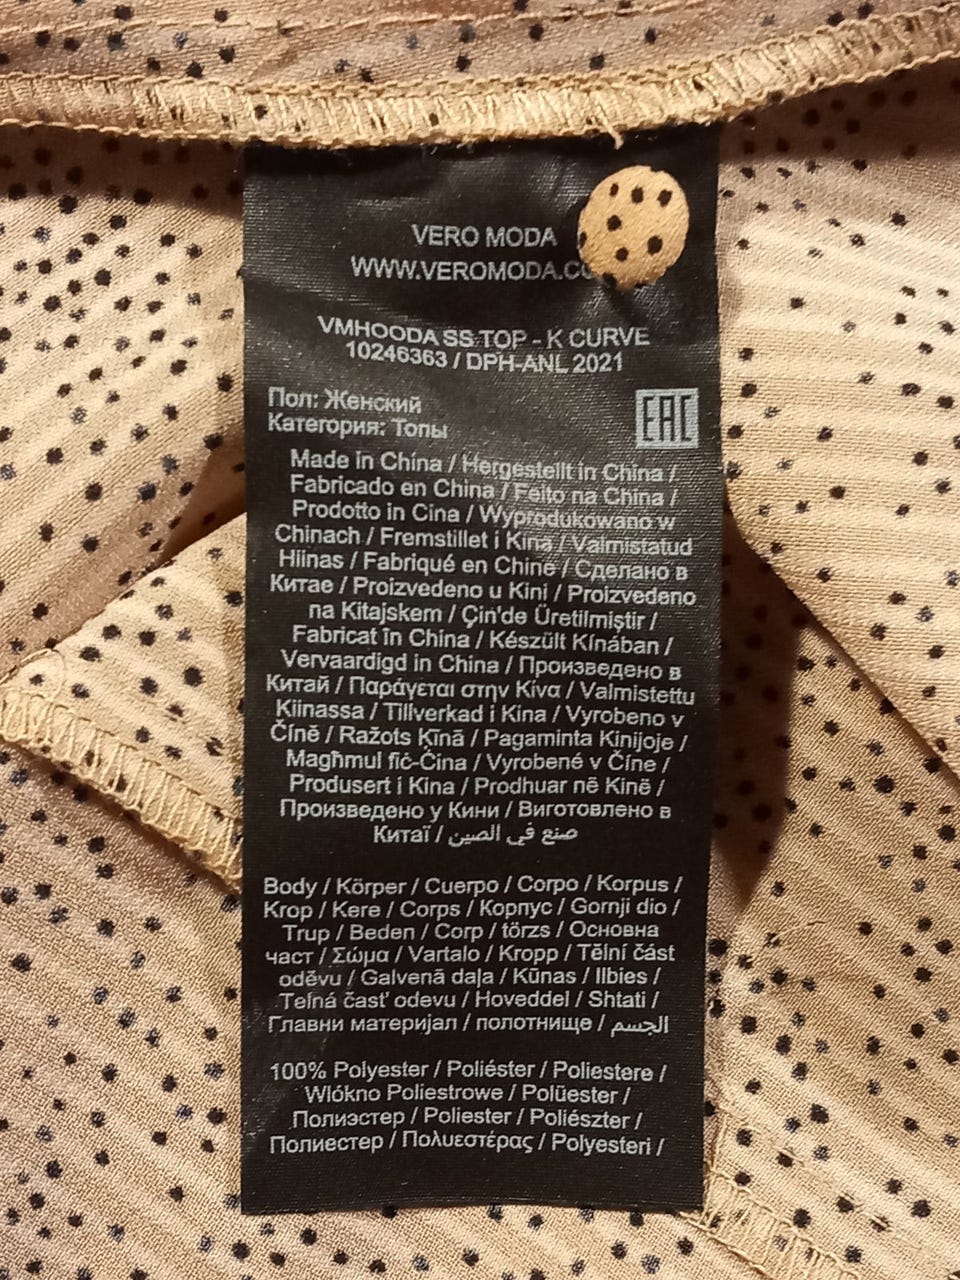 VERO MODA
WWW.VEROMODA.C
VMHOODA SS TOP - K CURVE
10246363 / DPH-ANL 2021
Пол: Женский
Категория: Топы
EAC
Made in China / Hergestellt in China /
Fabricado en China / Feito na China /
Prodotto in Cina / Wyprodukowano w
Chinach / Fremstillet i Kina / Valmistatud
Hiinas / Fabriqué en Chine / Сделано в
Китае / Proizvedeno u Kini / Proizvedeno
na Kitajskem / Çin'de Üretilmiştir /
Fabricat în China / Készült Kínában /
Vervaardigd in China / Произведено в
Китай / Παράγεται στην Κίνα / Valmistettu
Kiinassa / Tillverkad i Kina / Vyrobeno v
Číně / Ražots Ķīnā / Pagaminta Kinijoje /
Magħmul fiċ-Ċina / Vyrobené v Číne /
Produsert i Kina / Prodhuar në Kinë /
Произведено у Кини / Виготовлено в
Китаї / صنع في الصين
Body / Körper / Cuerpo / Corpo / Korpus /
Krop / Kere / Corps / Корпус / Gornji dio /
Trup / Beden / Corp / törzs / Основна
част / Σώμα / Vartalo / Kropp / Tělní část
oděvu / Galvenā daļa / Kūnas / Ilbies /
Telná časť odevu / Hoveddel / Shtati /
Главни материјал / полотнище / الجسم
100% Polyester / Poliéster / Poliestere /
Wlókno Poliestrowe / Polüester /
Полиэстер / Poliester / Poliészter /
Полиестер / Πολυεστέρας / Polyesteri /